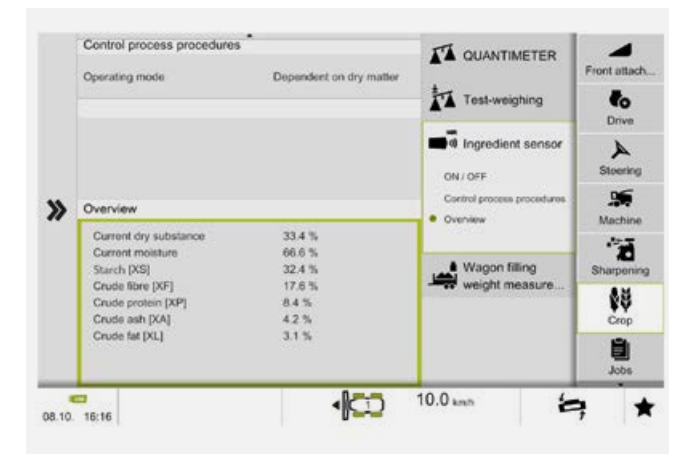 Control process procedures
Operating mode Dependent on dry matter
Overview
Current dry substance 33.4 %
Current moisture 66.6 %
Starch [XS] 32.4 %
Crude fibre [XF] 17.6 %
Crude protein [XP] 8.4 %
Crude ash [XA] 4.2 %
Crude fat [XL] 3.1 %
QUANTIMETER
Test-weighing
Ingredient sensor
ON / OFF
Control process procedures
Overview
Wagon filling
weight measure...
Front attach...
Drive
Steering
Machine
Sharpening
Crop
Jobs
08.10. 16:16
1
10.0 km/h